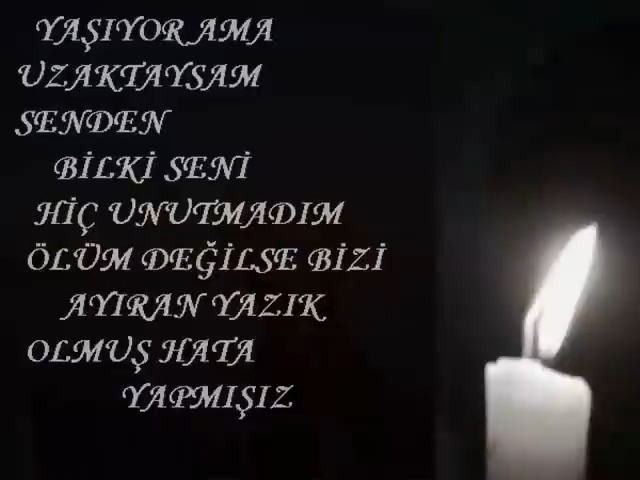 YAŞIYOR AMA
UZAKTAYSAM
SENDEN
BİLKİ SENİ
HİÇ UNUTMADIM
ÖLÜM DEĞİLSE BİZİ
AYIRAN YAZIK
OLMUŞ HATA
YAPMIŞIZ